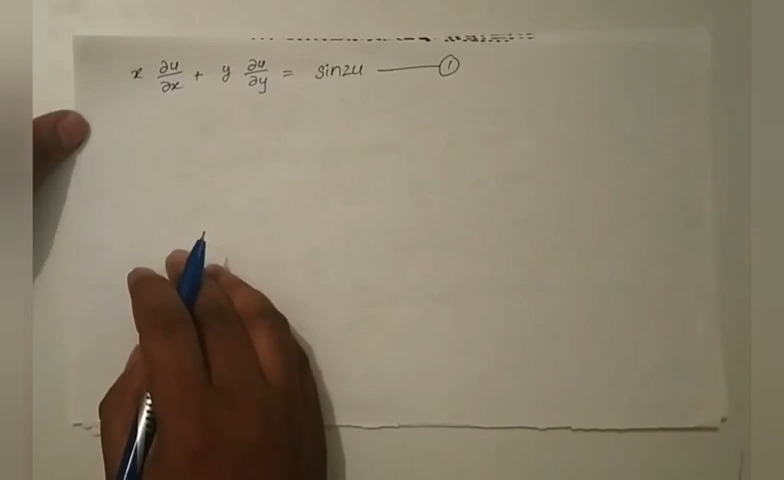 x ∂u/∂x + y ∂u/∂y = sin2u —— ①